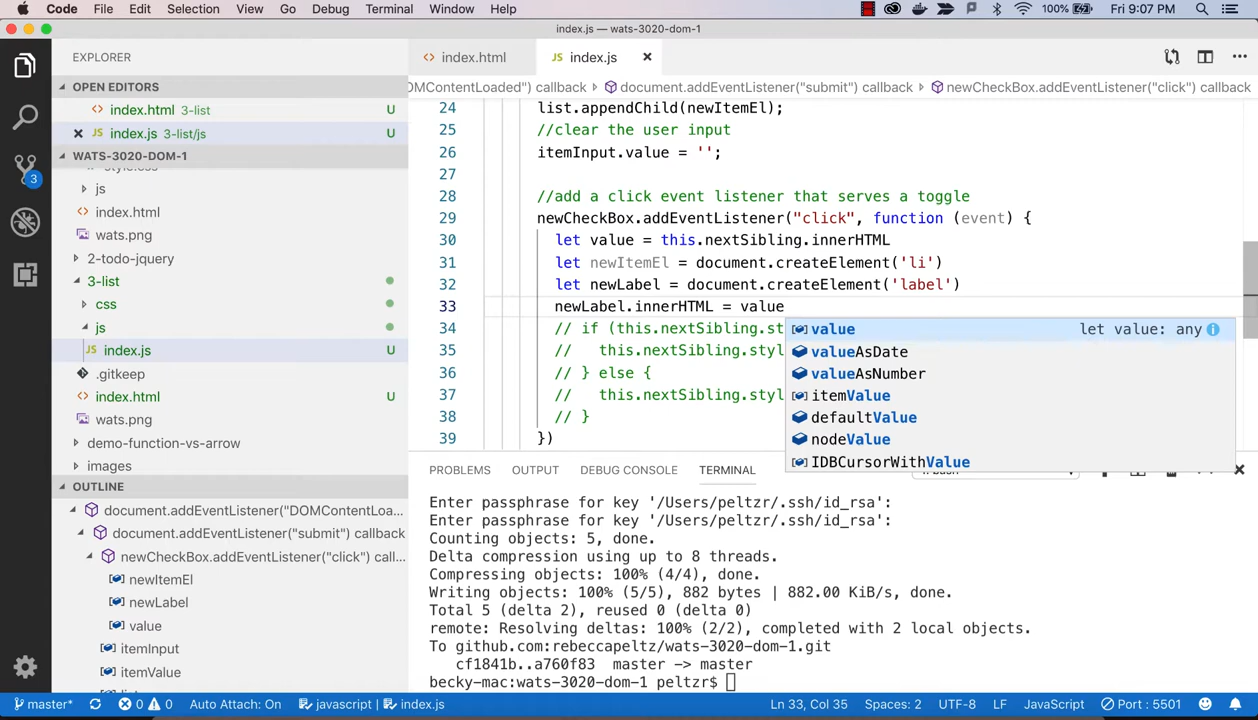 Code File Edit Selection View Go Debug Terminal Window Help 100% Fri 9:07 PM
index.js — wats-3020-dom-1
EXPLORER
OPEN EDITORS
index.html 3-list U
index.js 3-list/js U
WATS-3020-DOM-1
js
index.html
wats.png
2-todo-jquery
3-list
css
js
index.js U
.gitkeep
index.html U
wats.png
demo-function-vs-arrow
images
OUTLINE
document.addEventListener("DOMContentLoa...
document.addEventListener("submit") callback
newCheckBox.addEventListener("click") call...
newItemEl
newLabel
value
itemInput
itemValue
index.html
JS index.js
OMContentLoaded") callback document.addEventListener("submit") callback newCheckBox.addEventListener("click") callback
24 list.appendChild(newItemEl);
25 //clear the user input
26 itemInput.value = '';
27
28 //add a click event listener that serves a toggle
29 newCheckBox.addEventListener("click", function (event) {
30 let value = this.nextSibling.innerHTML
31 let newItemEl = document.createElement('li')
32 let newLabel = document.createElement('label')
33 newLabel.innerHTML = value
34 // if (this.nextSibling.st
35 // this.nextSibling.styl
36 // } else {
37 // this.nextSibling.styl
38 // }
39 })
value let value: any
valueAsDate
valueAsNumber
itemValue
defaultValue
nodeValue
IDBCursorWithValue
PROBLEMS OUTPUT DEBUG CONSOLE TERMINAL
Enter passphrase for key '/Users/peltzr/.ssh/id_rsa':
Enter passphrase for key '/Users/peltzr/.ssh/id_rsa':
Counting objects: 5, done.
Delta compression using up to 8 threads.
Compressing objects: 100% (4/4), done.
Writing objects: 100% (5/5), 882 bytes | 882.00 KiB/s, done.
Total 5 (delta 2), reused 0 (delta 0)
remote: Resolving deltas: 100% (2/2), completed with 2 local objects.
To github.com:rebeccapeltz/wats-3020-dom-1.git
cf1841b..a760f83 master -> master
becky-mac:wats-3020-dom-1 peltzr$
3
master* 0 0 Auto Attach: On javascript | index.js Ln 33, Col 35 Spaces: 2 UTF-8 LF JavaScript Port : 5501